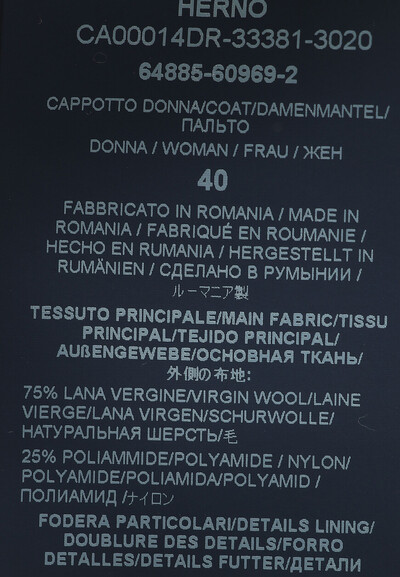 HERNO
CA00014DR-33381-3020
64885-60969-2
CAPPOTTO DONNA/COAT/DAMENMANTEL/
ПАЛЬТО
DONNA / WOMAN / FRAU / ЖЕН
40
FABBRICATO IN ROMANIA / MADE IN
ROMANIA / FABRIQUÉ EN ROUMANIE /
HECHO EN RUMANIA / HERGESTELLT IN
RUMÄNIEN / СДЕЛАНО В РУМЫНИИ /
ルーマニア製
TESSUTO PRINCIPALE/MAIN FABRIC/TISSU
PRINCIPAL/TEJIDO PRINCIPAL/
AUßENGEWEBE/ОСНОВНАЯ ТКАНЬ/
外側の布地:
75% LANA VERGINE/VIRGIN WOOL/LAINE
VIERGE/LANA VIRGEN/SCHURWOLLE/
НАТУРАЛЬНАЯ ШЕРСТЬ/毛
25% POLIAMMIDE/POLYAMIDE / NYLON/
POLYAMIDE/POLIAMIDA/POLYAMID /
ПОЛИАМИД /ナイロン
FODERA PARTICOLARI/DETAILS LINING/
DOUBLURE DES DETAILS/FORRO
DETALLES/DETAILS FUTTER/ДЕТАЛИ